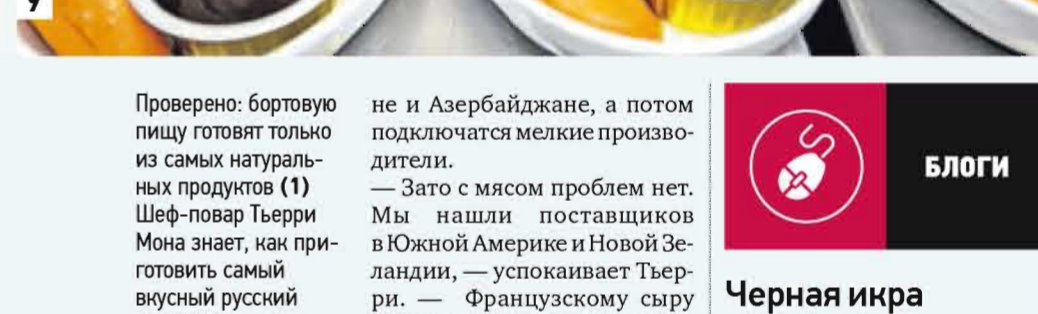 Проверено: бортовую
пищу готовят только
из самых натураль-
ных продуктов (1)
Шеф-повар Тьерри
Мона знает, как при-
готовить самый
вкусный русский
не и Азербайджане, а потом
подключатся мелкие произво-
дители.
— Зато с мясом проблем нет.
Мы нашли поставщиков
в Южной Америке и Новой Зе-
ландии, — успокаивает Тьер-
ри. — Французскому сыру
БЛОГИ
Черная икра